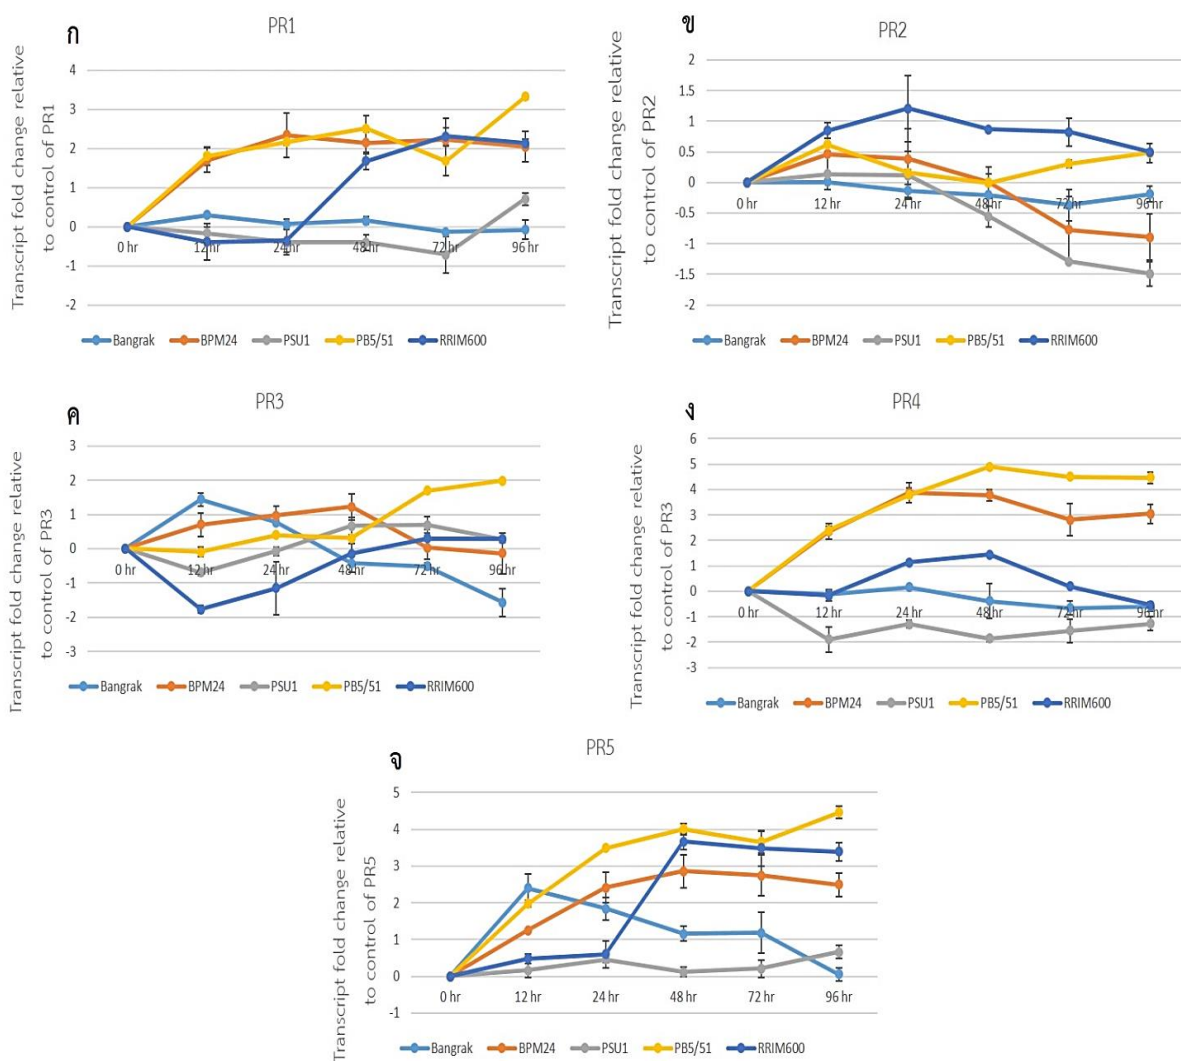 ก
PR1
Transcript fold change relative
to control of PR1
4
3
2
1
0
-1
-2
0 hr 12 hr 24 hr 48 hr 72 hr 96 hr
Bangrak BPM24 PSU1 PB5/51 RRIM600
ข
PR2
Transcript fold change relative
to control of PR2
2
1.5
1
0.5
0
-0.5
-1
-1.5
-2
0 hr 12 hr 24 hr 48 hr 72 hr 96 hr
Bangrak BPM24 PSU1 PB5/51 RRIM600
ค
PR3
Transcript fold change relative
to control of PR3
3
2
1
0
-1
-2
-3
0 hr 12 hr 24 hr 48 hr 72 hr 96 hr
Bangrak BPM24 PSU1 PB5/51 RRIM600
ง
PR4
Transcript fold change relative
to control of PR3
6
5
4
3
2
1
0
-1
-2
-3
0 hr 12 hr 24 hr 48 hr 72 hr 96 hr
Bangrak BPM24 PSU1 PB5/51 RRIM600
จ
PR5
Transcript fold change relative
to control of PR5
5
4
3
2
1
0
-1
0 hr 12 hr 24 hr 48 hr 72 hr 96 hr
Bangrak BPM24 PSU1 PB5/51 RRIM600